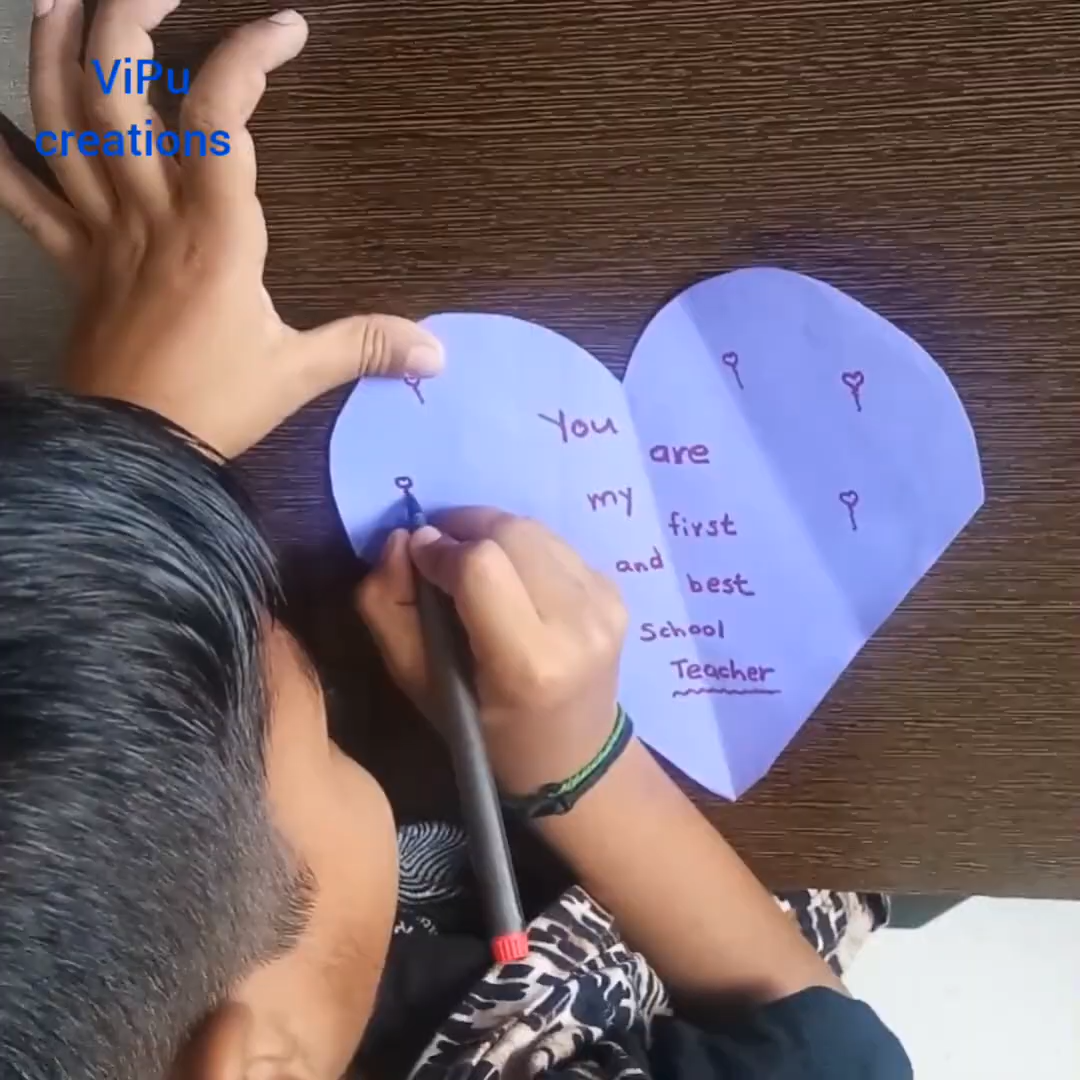 ViPu
creations
You are
my first
and best
School
Teacher